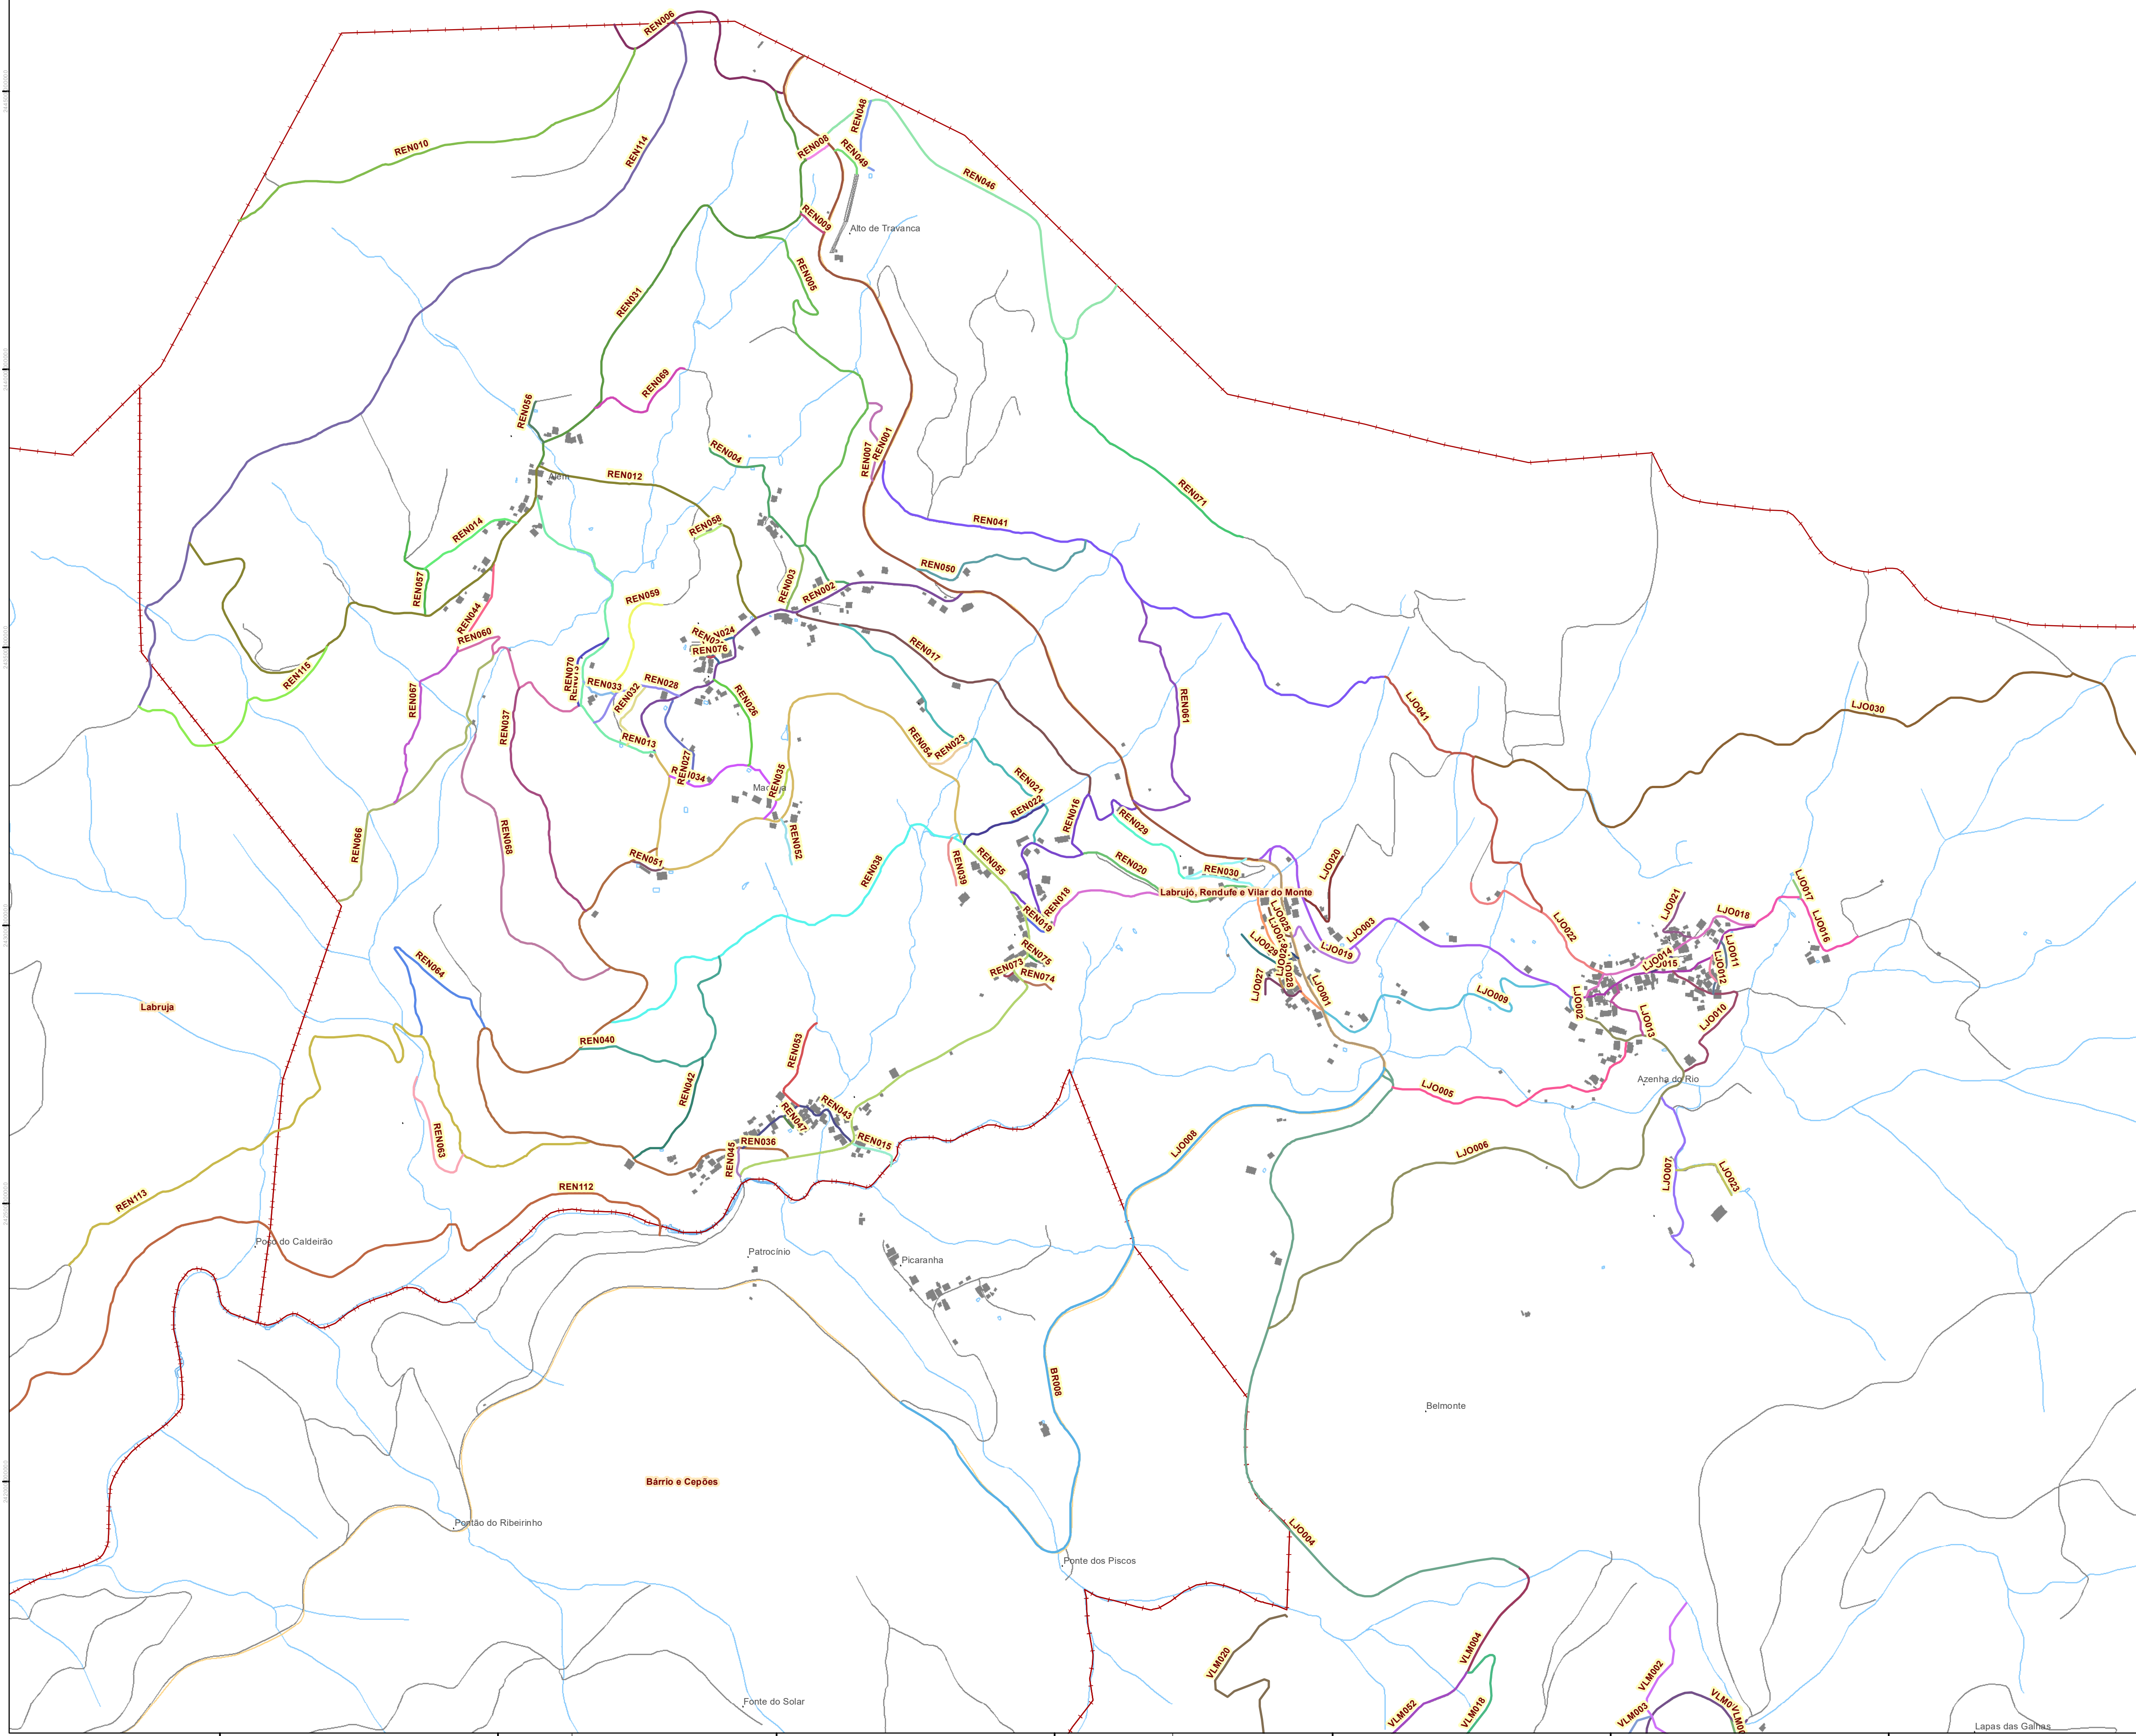 REN006
REN048
REN008
REN049
REN010
REN114
REN046
REN009
Alto de Travanca
REN005
REN031
REN069
REN056
REN001
REN007
REN004
REN012
Além
REN071
REN041
REN058
REN014
REN050
REN057
REN003
REN002
REN059
REN044
REN060
REN076
REN017
REN115
REN070
REN033
REN028
REN032
REN026
REN067
REN061
LJO041
LJO030
REN037
REN013
REN054
REN023
REN027
REN035
REN021
REN022
REN016
REN029
REN068
REN066
REN052
REN051
REN038
REN039
REN055
REN020
REN030
LJO020
Labrujó, Rendufe e Vilar do Monte
REN018
REN019
LJO025
LJO003
LJO019
LJO022
LJO021
LJO018
LJO017
LJO016
LJO011
LJO014
LJO012
REN075
REN073
REN074
REN064
LJO027
LJO001
LJO009
LJO002
LJO013
LJO010
Labruja
REN040
REN053
REN042
REN043
REN047
REN036
REN045
REN015
REN063
LJO005
Azenha do Rio
LJO008
LJO006
LJO007
LJO023
REN113
REN112
Poço do Caldeirão
Patrocínio
Picaranha
BR008
Belmonte
Bárrio e Cepões
Pontão do Ribeirinho
LJO004
Ponte dos Piscos
VLM020
VLM004
VLM052
VLM018
VLM002
VLM003
Fonte do Solar
Lapas das Galhas